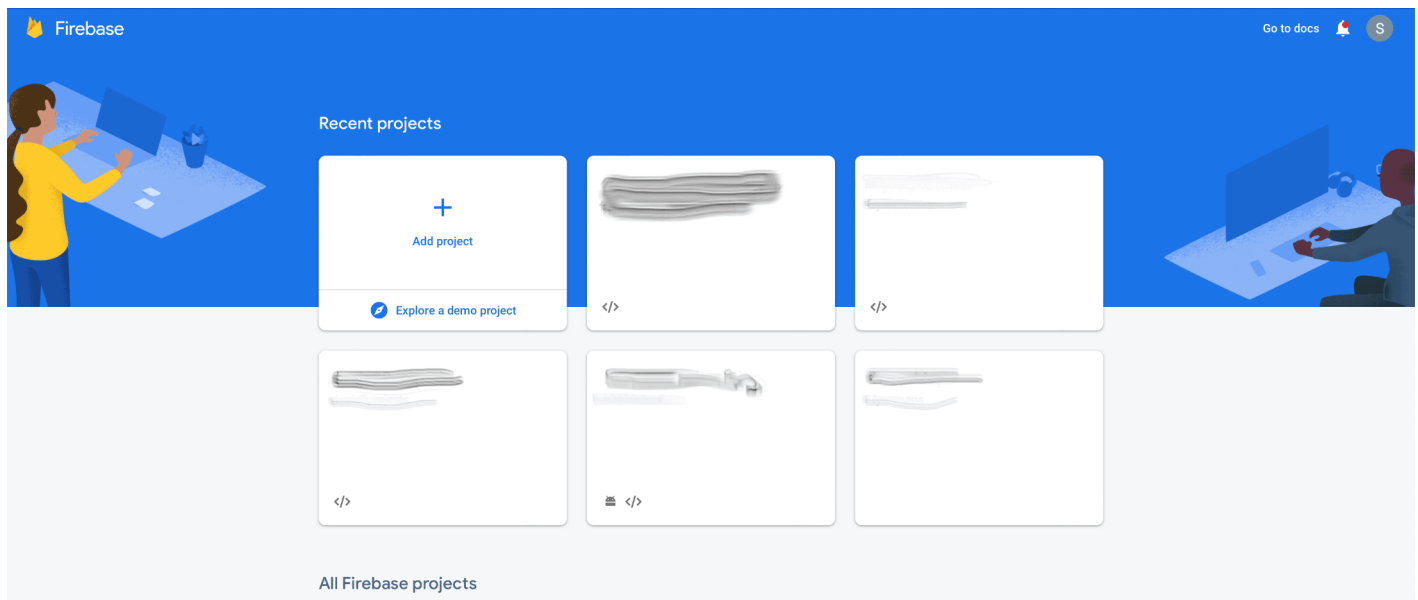 Firebase
Go to docs
S
Recent projects
Add project
Explore a demo project
</>
</>
</>
</>
All Firebase projects